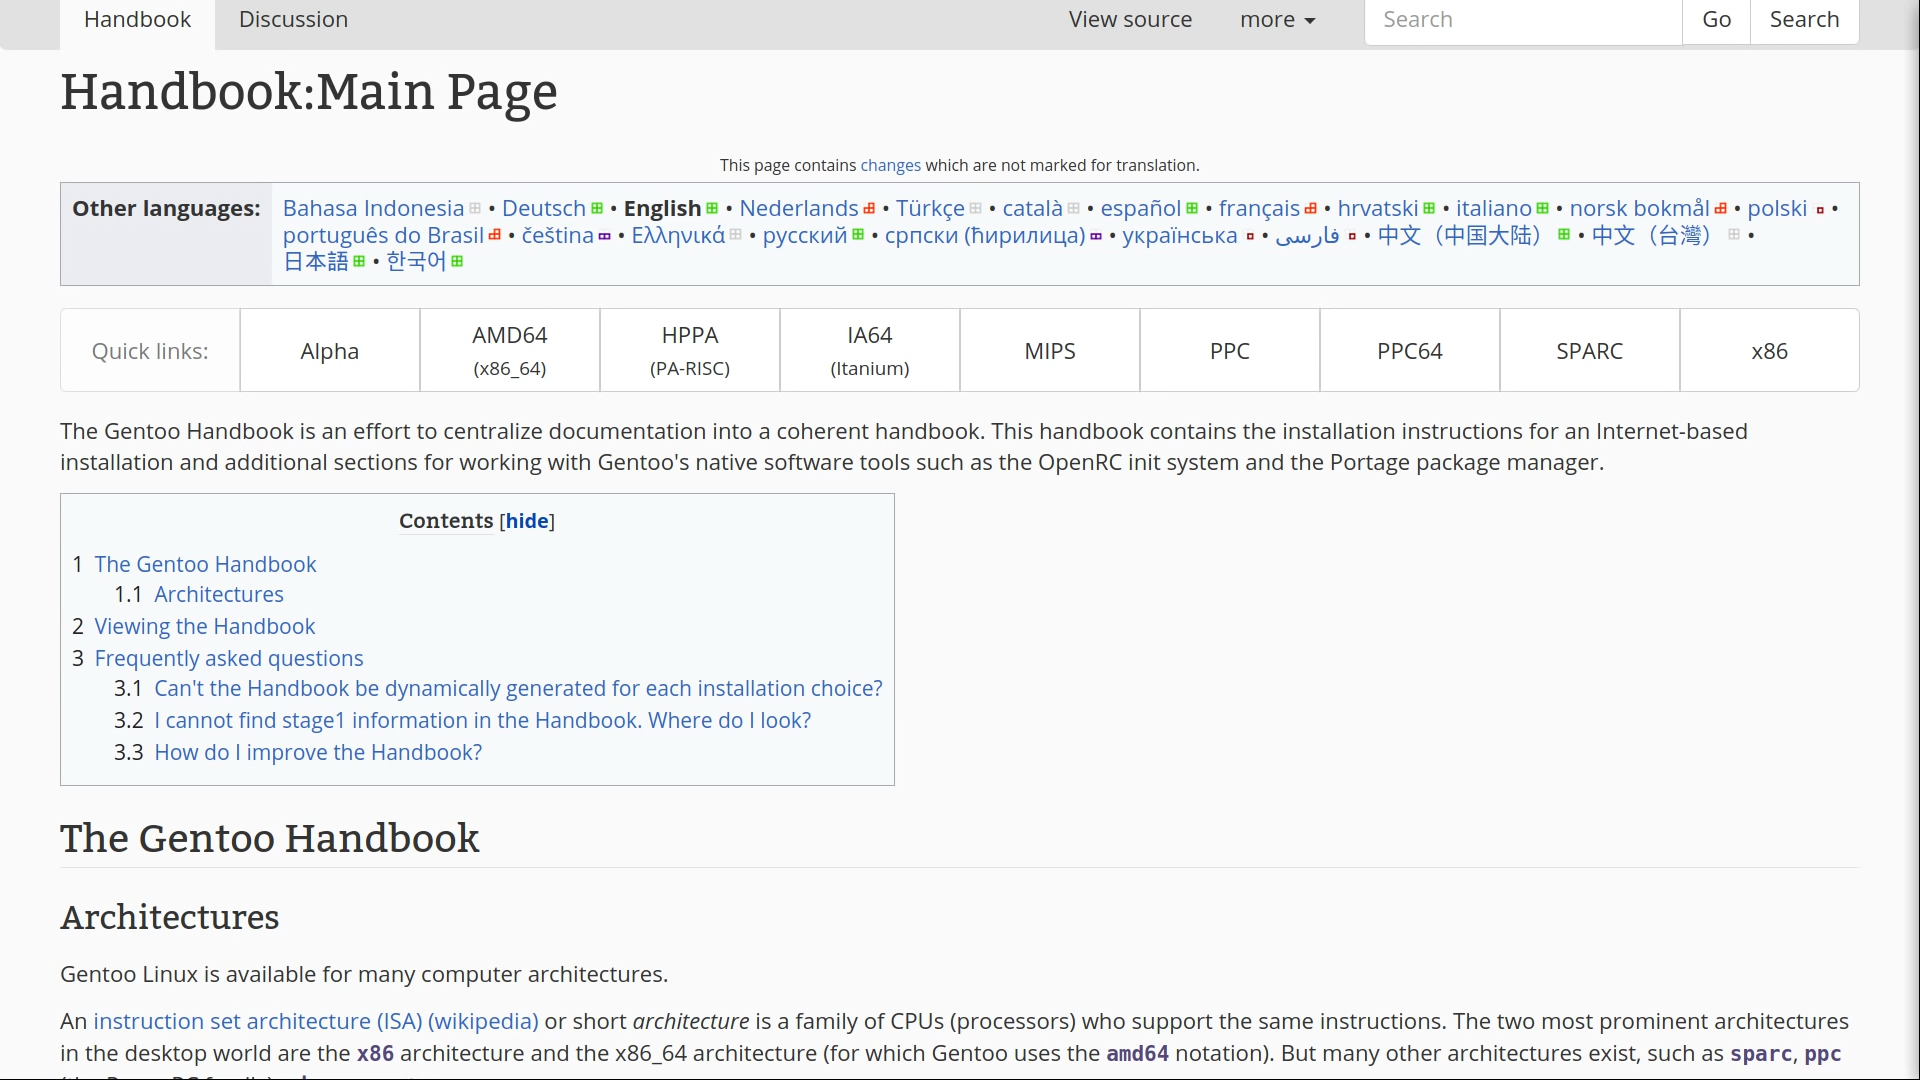 Handbook Discussion View source more Search Go Search
Handbook:Main Page
This page contains changes which are not marked for translation.
Other languages: Bahasa Indonesia • Deutsch • English • Nederlands • Türkçe • català • español • français • hrvatski • italiano • norsk bokmål • polski •
português do Brasil • čeština • Ελληνικά • русский • српски (ћирилица) • українська • فارسی • 中文（中国大陆） • 中文（台灣） •
日本語 • 한국어
Quick links: Alpha AMD64 (x86_64) HPPA (PA-RISC) IA64 (Itanium) MIPS PPC PPC64 SPARC x86
The Gentoo Handbook is an effort to centralize documentation into a coherent handbook. This handbook contains the installation instructions for an Internet-based
installation and additional sections for working with Gentoo's native software tools such as the OpenRC init system and the Portage package manager.
Contents [hide]
1 The Gentoo Handbook
1.1 Architectures
2 Viewing the Handbook
3 Frequently asked questions
3.1 Can't the Handbook be dynamically generated for each installation choice?
3.2 I cannot find stage1 information in the Handbook. Where do I look?
3.3 How do I improve the Handbook?
The Gentoo Handbook
Architectures
Gentoo Linux is available for many computer architectures.
An instruction set architecture (ISA) (wikipedia) or short architecture is a family of CPUs (processors) who support the same instructions. The two most prominent architectures
in the desktop world are the x86 architecture and the x86_64 architecture (for which Gentoo uses the amd64 notation). But many other architectures exist, such as sparc, ppc